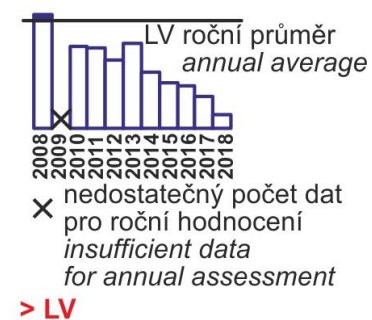 LV roční průměr
annual average
2008 2009 2010 2011 2012 2013 2014 2015 2016 2017 2018
× nedostatečný počet dat
pro roční hodnocení
insufficient data
for annual assessment
> LV